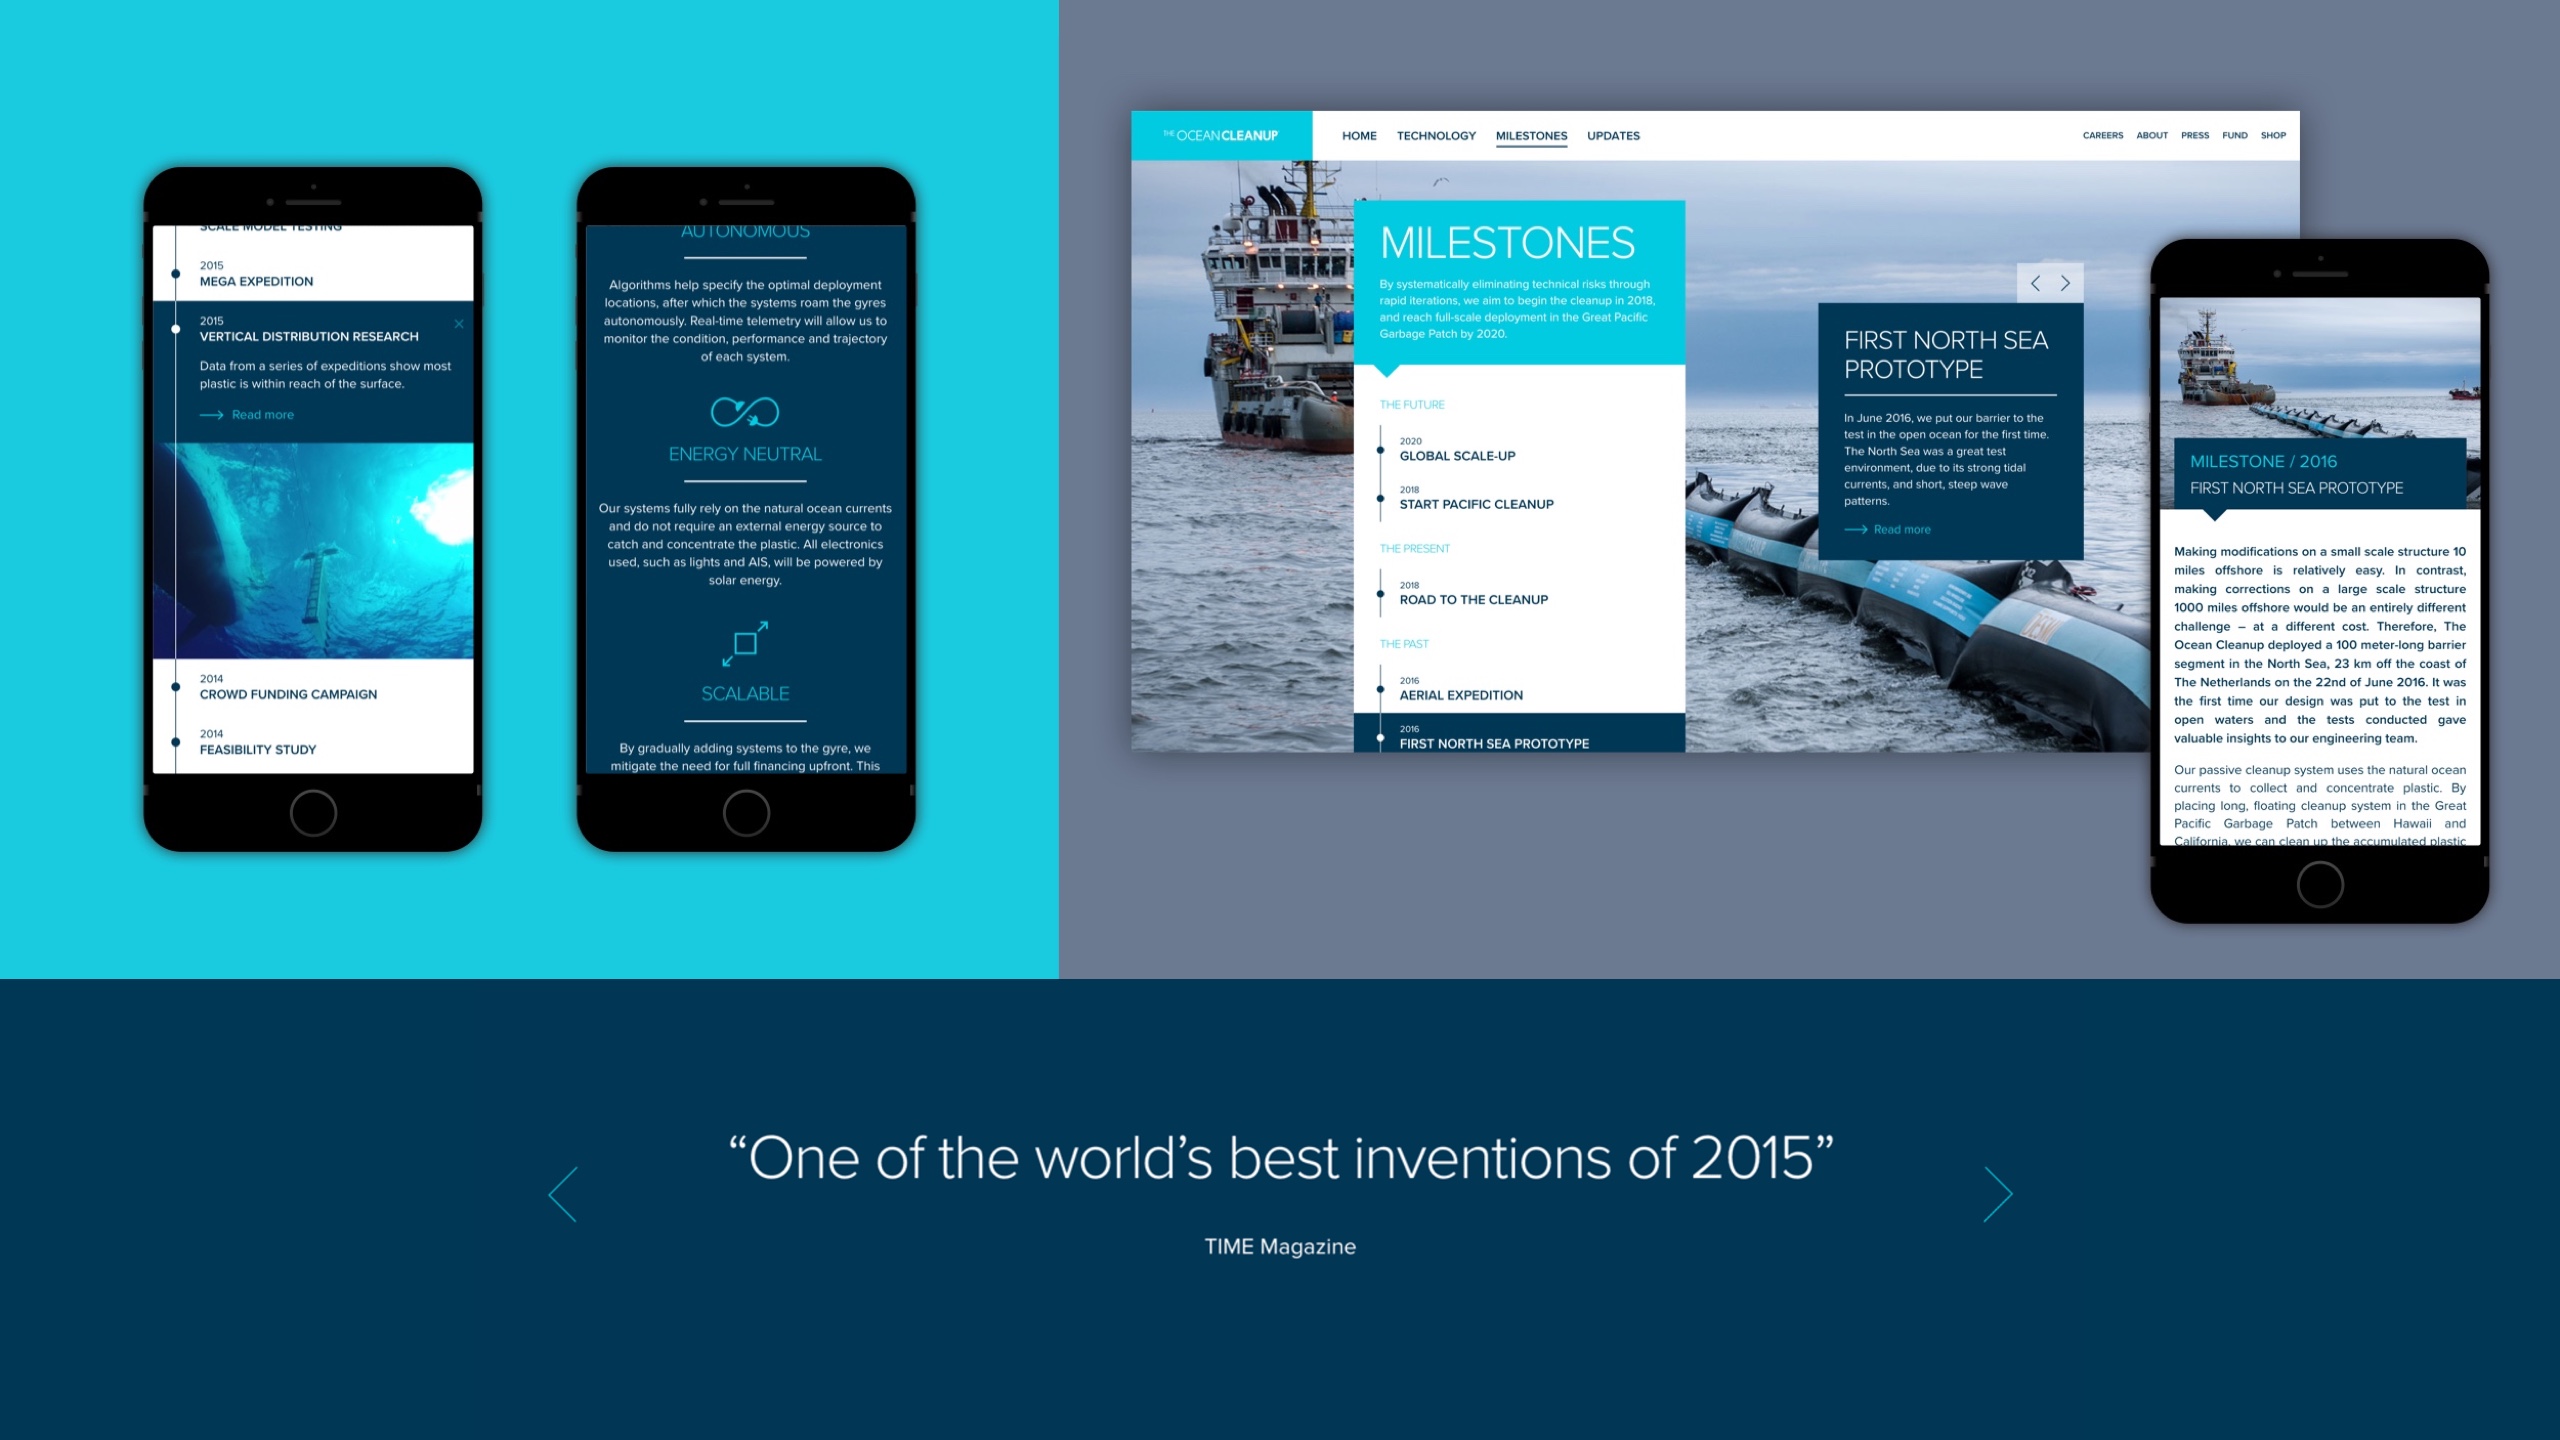 SCALE MODEL TESTING
2015
MEGA EXPEDITION
2015
VERTICAL DISTRIBUTION RESEARCH
Data from a series of expeditions show most
plastic is within reach of the surface.
Read more
2014
CROWD FUNDING CAMPAIGN
2014
FEASIBILITY STUDY
AUTONOMOUS
Algorithms help specify the optimal deployment
locations, after which the systems roam the gyres
autonomously. Real-time telemetry will allow us to
monitor the condition, performance and trajectory
of each system.
ENERGY NEUTRAL
Our systems fully rely on the natural ocean currents
and do not require an external energy source to
catch and concentrate the plastic. All electronics
used, such as lights and AIS, will be powered by
solar energy.
SCALABLE
By gradually adding systems to the gyre, we
mitigate the need for full financing upfront. This
THE OCEAN CLEANUP
HOME TECHNOLOGY MILESTONES UPDATES
CAREERS ABOUT PRESS FUND SHOP
MILESTONES
By systematically eliminating technical risks through
rapid iterations, we aim to begin the cleanup in 2018,
and reach full-scale deployment in the Great Pacific
Garbage Patch by 2020.
THE FUTURE
2020
GLOBAL SCALE-UP
2018
START PACIFIC CLEANUP
THE PRESENT
2018
ROAD TO THE CLEANUP
THE PAST
2016
AERIAL EXPEDITION
2016
FIRST NORTH SEA PROTOTYPE
FIRST NORTH SEA
PROTOTYPE
In June 2016, we put our barrier to the
test in the open ocean for the first time.
The North Sea was a great test
environment, due to its strong tidal
currents, and short, steep wave
patterns.
Read more
MILESTONE / 2016
FIRST NORTH SEA PROTOTYPE
Making modifications on a small scale structure 10
miles offshore is relatively easy. In contrast,
making corrections on a large scale structure
1000 miles offshore would be an entirely different
challenge – at a different cost. Therefore, The
Ocean Cleanup deployed a 100 meter-long barrier
segment in the North Sea, 23 km off the coast of
The Netherlands on the 22nd of June 2016. It was
the first time our design was put to the test in
open waters and the tests conducted gave
valuable insights to our engineering team.
Our passive cleanup system uses the natural ocean
currents to collect and concentrate plastic. By
placing long, floating cleanup system in the Great
Pacific Garbage Patch between Hawaii and
California, we can clean up the accumulated plastic
“One of the world’s best inventions of 2015”
TIME Magazine